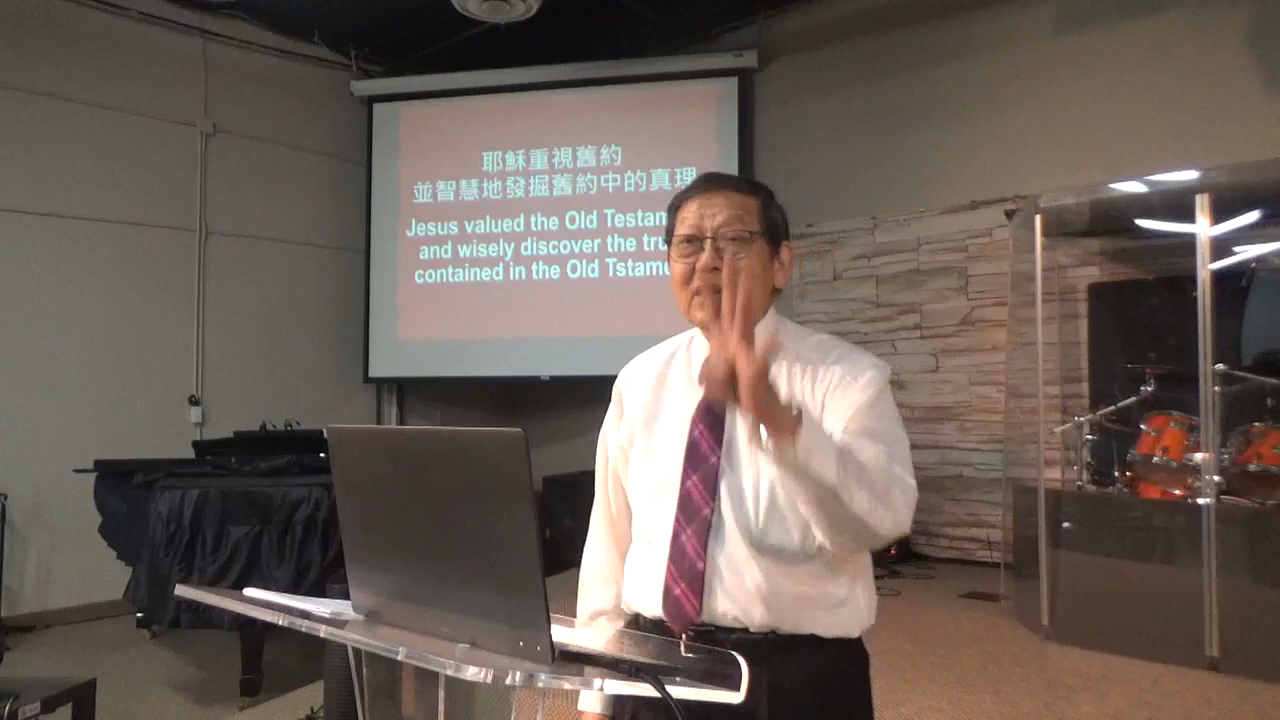 耶穌重視舊約
並智慧地發掘舊約中的真理
Jesus valued the Old
and wisely discover the
contained in the Old